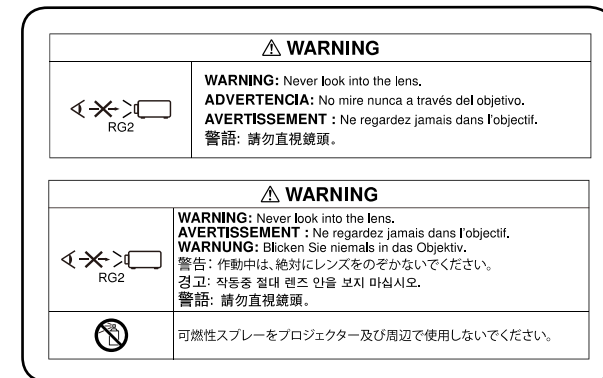 ⚠ WARNING
RG2
WARNING: Never look into the lens.
ADVERTENCIA: No mire nunca a través del objetivo.
AVERTISSEMENT : Ne regardez jamais dans l'objectif.
警語: 請勿直視鏡頭。
⚠ WARNING
RG2
WARNING: Never look into the lens.
AVERTISSEMENT : Ne regardez jamais dans l'objectif.
WARNUNG: Blicken Sie niemals in das Objektiv.
警告: 作動中は、絶対にレンズをのぞかないでください。
경고: 작동중 절대 렌즈 안을 보지 마십시오.
警語: 請勿直視鏡頭。
可燃性スプレーをプロジェクター及び周辺で使用しないでください。